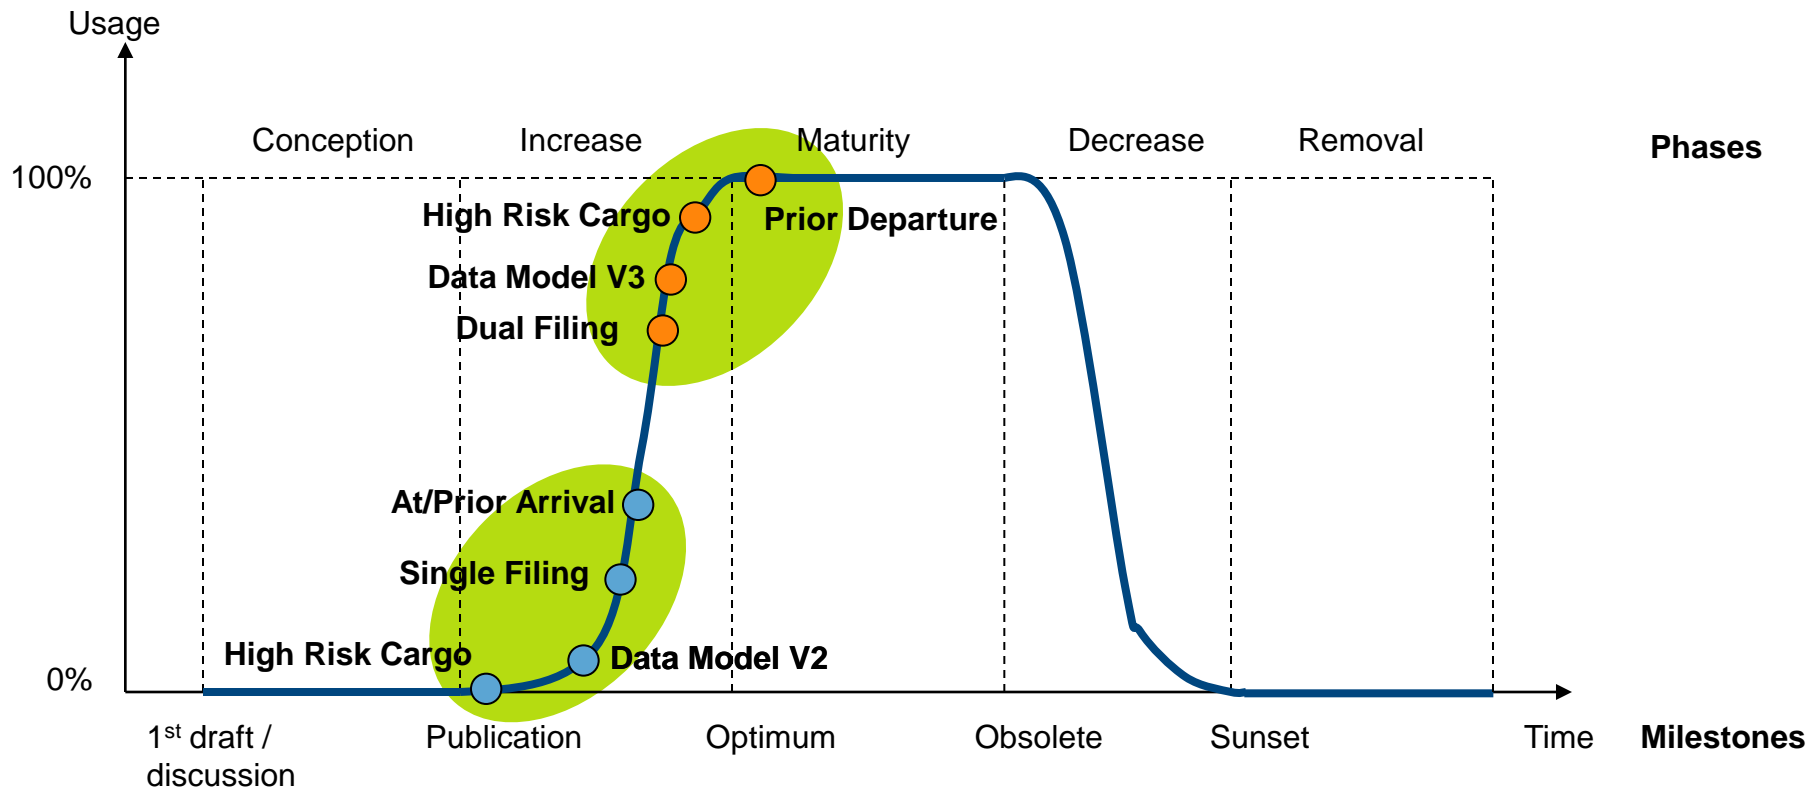 Usage
Conception
Increase
Maturity
Decrease
Removal
Phases
100%
High Risk Cargo
Prior Departure
Data Model V3
Dual Filing
At/Prior Arrival
Single Filing
High Risk Cargo
Data Model V2
0%
1st draft /
discussion
Publication
Optimum
Obsolete
Sunset
Time
Milestones